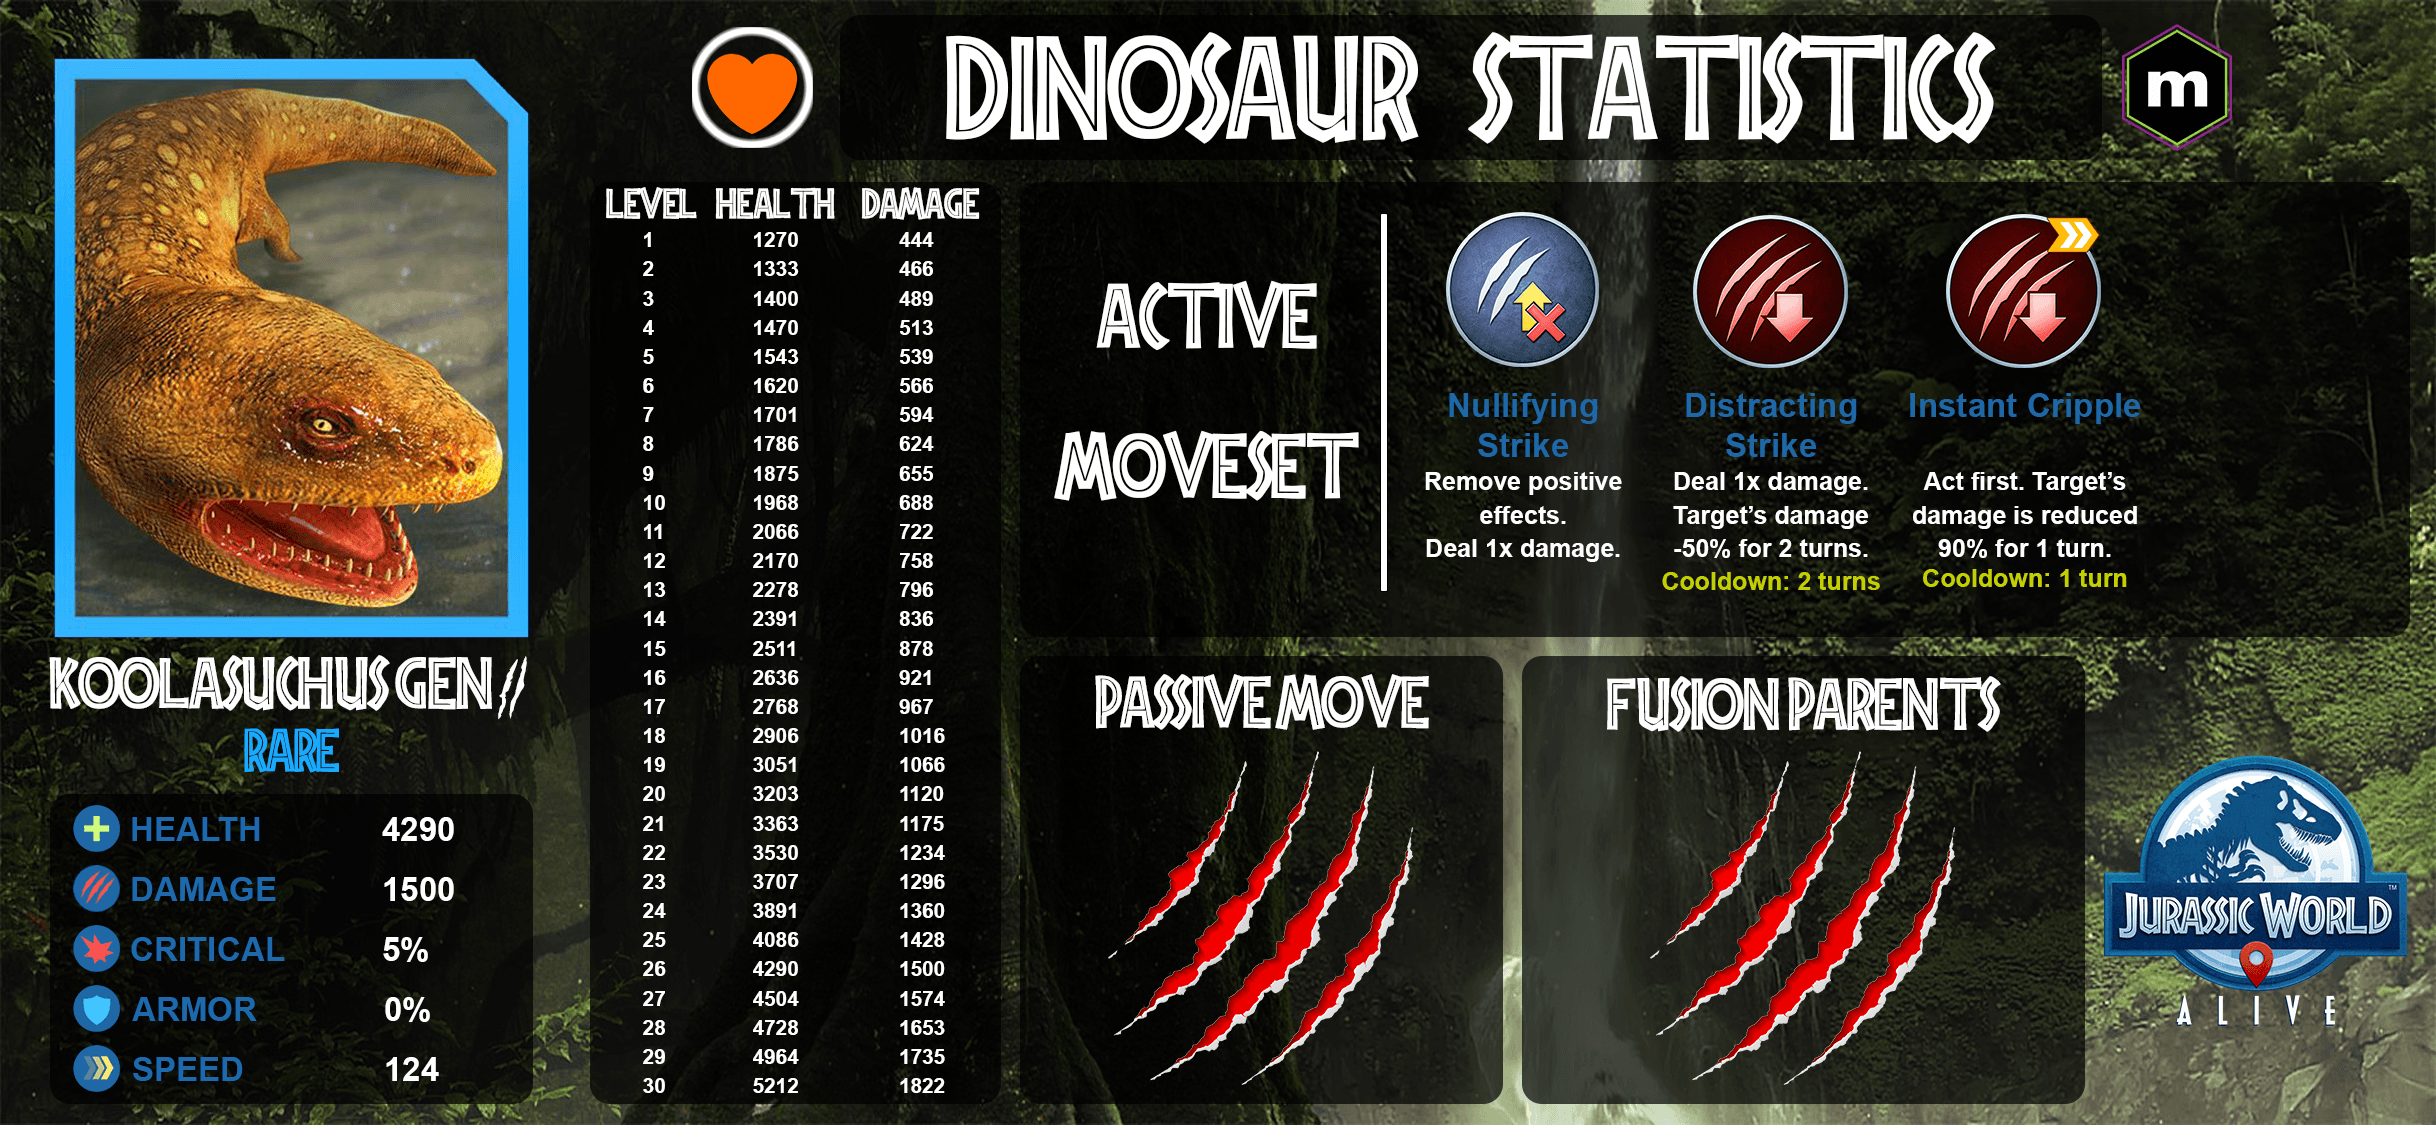 DINOSAUR STATISTICS
m
KOOLASUCHUS GEN II
RARE
HEALTH 4290
DAMAGE 1500
CRITICAL 5%
ARMOR 0%
SPEED 124
LEVEL HEALTH DAMAGE
1 1270 444
2 1333 466
3 1400 489
4 1470 513
5 1543 539
6 1620 566
7 1701 594
8 1786 624
9 1875 655
10 1968 688
11 2066 722
12 2170 758
13 2278 796
14 2391 836
15 2511 878
16 2636 921
17 2768 967
18 2906 1016
19 3051 1066
20 3203 1120
21 3363 1175
22 3530 1234
23 3707 1296
24 3891 1360
25 4086 1428
26 4290 1500
27 4504 1574
28 4728 1653
29 4964 1735
30 5212 1822
ACTIVE
MOVESET
Nullifying
Strike
Remove positive
effects.
Deal 1x damage.
Distracting
Strike
Deal 1x damage.
Target’s damage
-50% for 2 turns.
Cooldown: 2 turns
Instant Cripple
Act first. Target’s
damage is reduced
90% for 1 turn.
Cooldown: 1 turn
PASSIVE MOVE
FUSION PARENTS
JURASSIC WORLD™
ALIVE